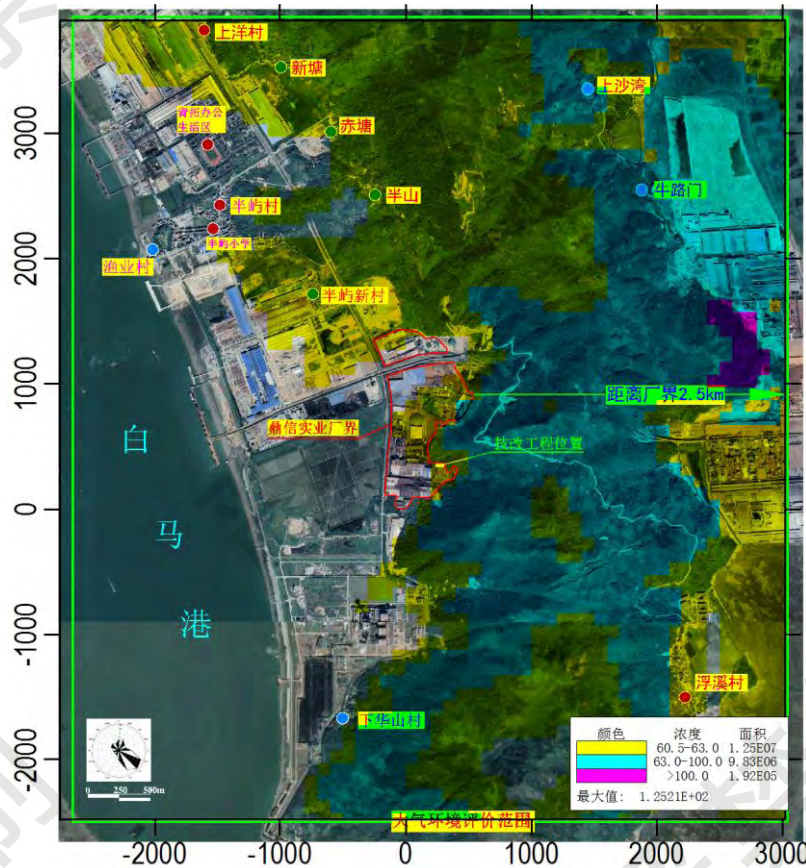 上洋村
新塘
上沙湾
3000
青拓办公
生活区
赤塘
半山
牛路门
半屿村
半屿小学
2000
渔业村
半屿新村
1000
距离厂界2.5km
白
鼎信实业厂界
技改工程位置
0
马
港
-1000
浮溪村
下华山村
颜色 浓度 面积
60.5-63.0 1.25E07
63.0-100.0 9.83E06
>100.0 1.92E05
最大值: 1.2521E+02
-2000
0 250 500m
大气环境评价范围
-2000 -1000 0 1000 2000 3000